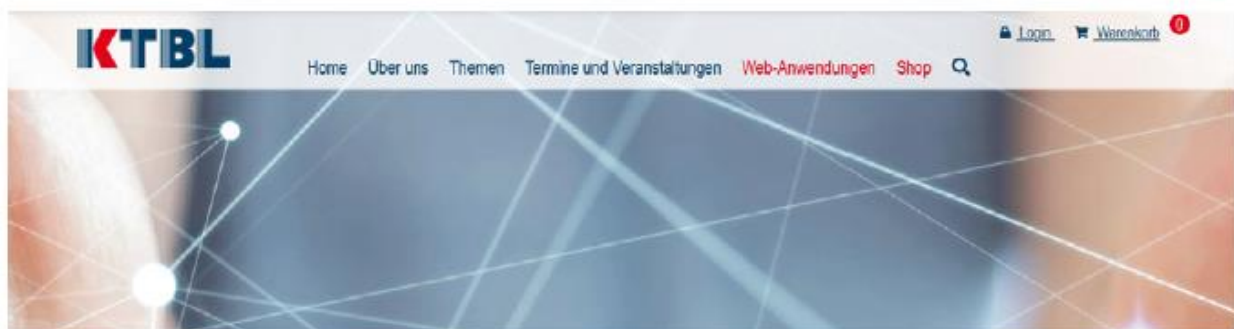 KTBL
Login Warenkorb 0
Home Über uns Themen Termine und Veranstaltungen Web-Anwendungen Shop